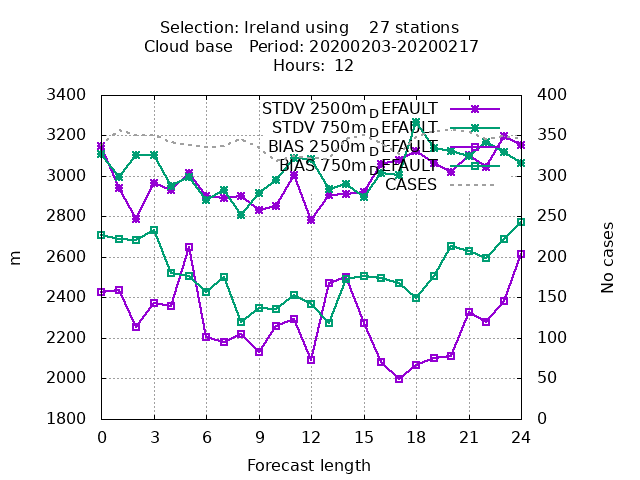 Selection: Ireland using    27 stations
Cloud base   Period: 20200203-20200217
Hours:  12
STDV 2500m_DEFAULT
STDV 750m_DEFAULT
BIAS 2500m_DEFAULT
BIAS 750m_DEFAULT
CASES
3400
3200
3000
2800
2600
2400
2200
2000
1800
m
400
350
300
250
200
150
100
50
0
No cases
0 3 6 9 12 15 18 21 24
Forecast length